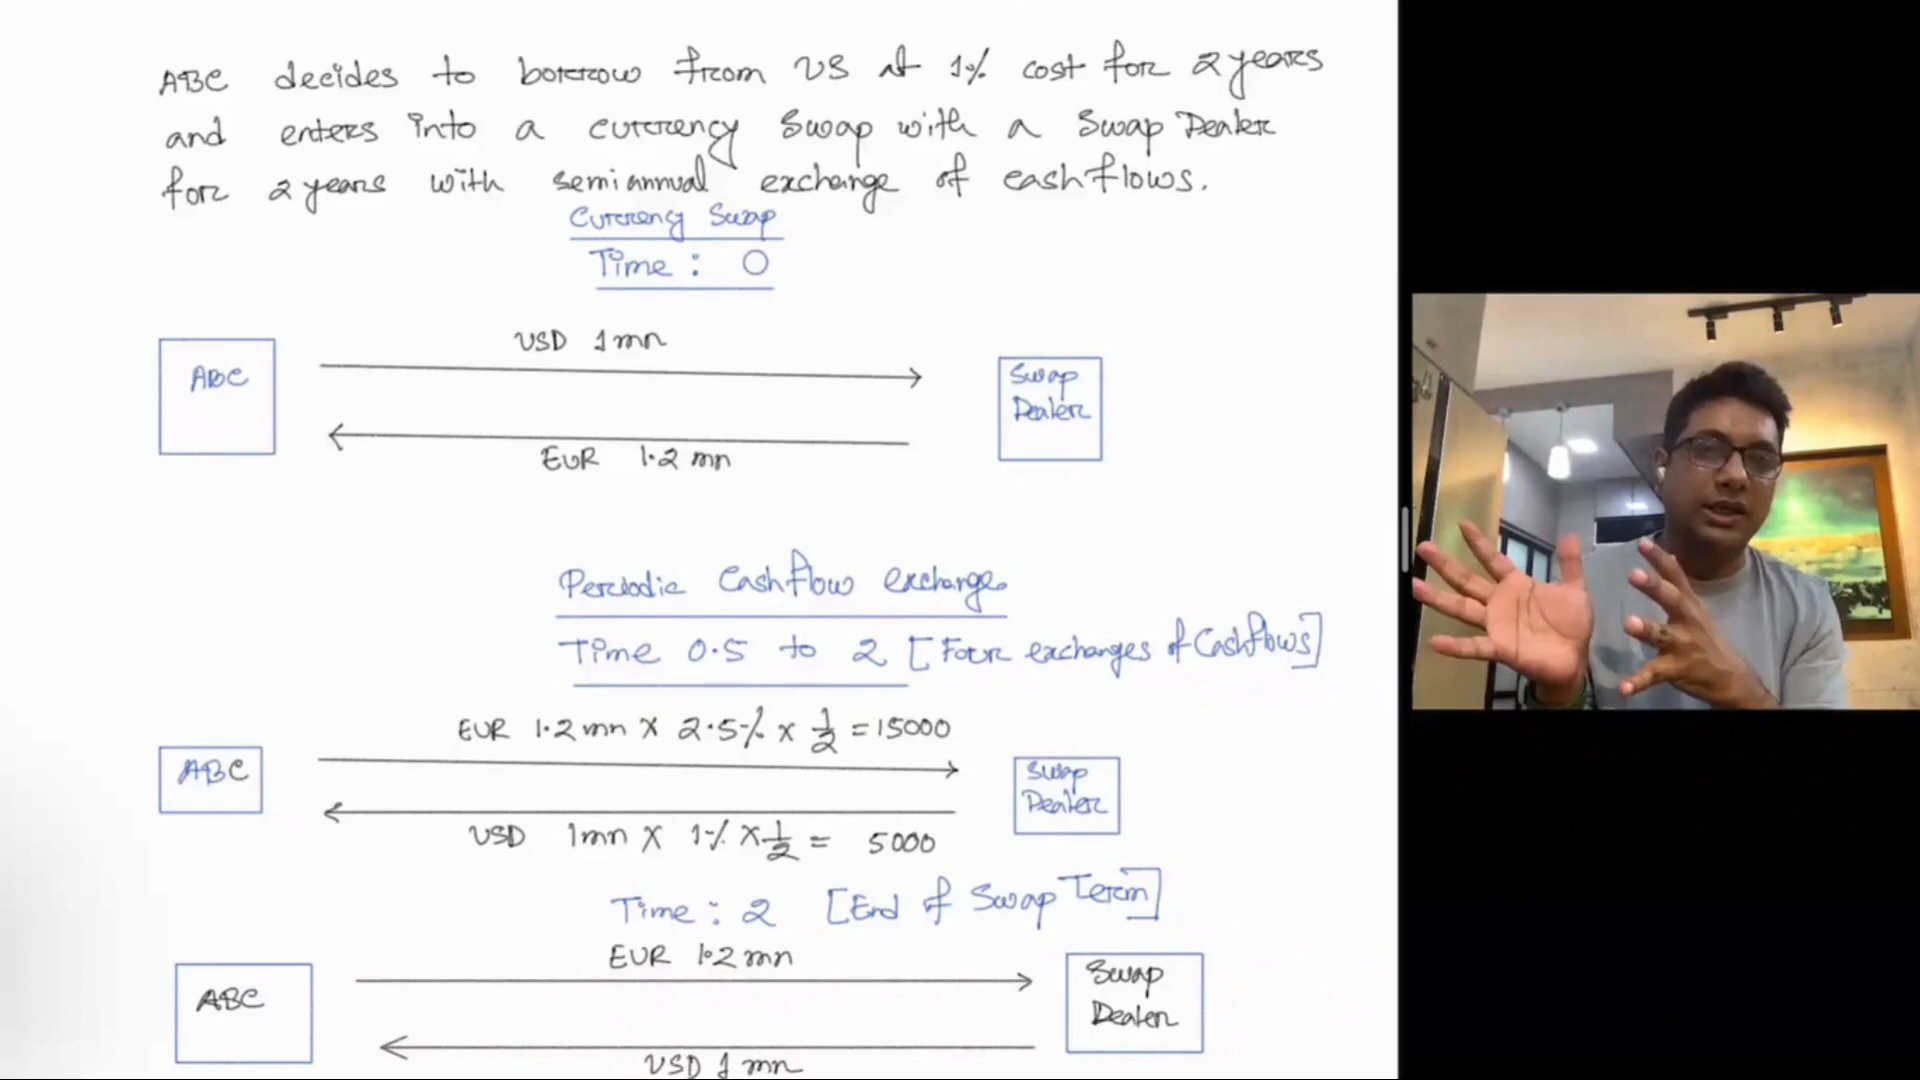 ABC decides to borrow from US at 1% cost for 2 years
and enters into a currency Swap with a Swap Dealer
for 2 years with semiannual exchange of cashflows.
Currency Swap
Time : 0
USD 1 mn
ABC
Swap
Dealer
EUR 1.2 mn
Periodic Cashflow exchange
Time 0.5 to 2 [Four exchanges of Cashflows]
EUR 1.2 mn X 2.5% X 1/2 = 15000
ABC
Swap
Dealer
USD 1mn X 1% X 1/2 = 5000
Time : 2 [End of Swap Term]
EUR 1.2 mn
ABC
Swap
Dealer
USD 1 mn